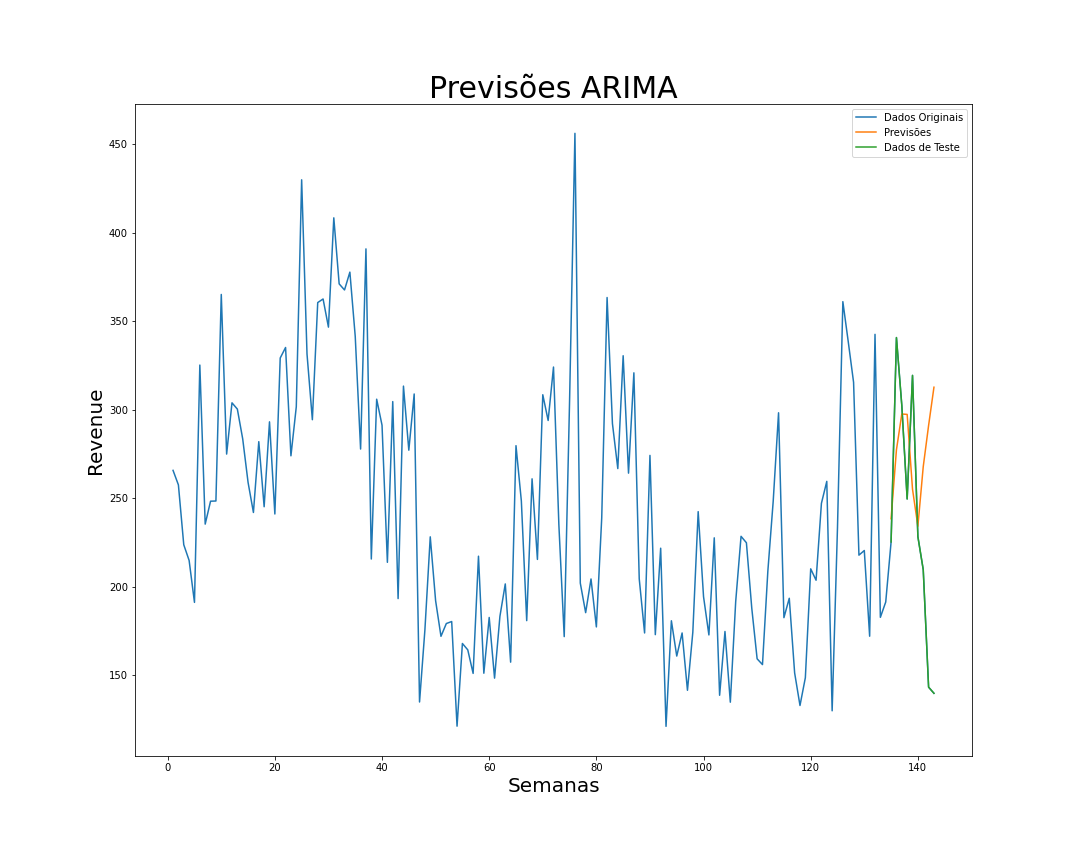 Previsões ARIMA
Dados Originais
Previsões
Dados de Teste
Revenue
450
400
350
300
250
200
150
0 20 40 60 80 100 120 140
Semanas